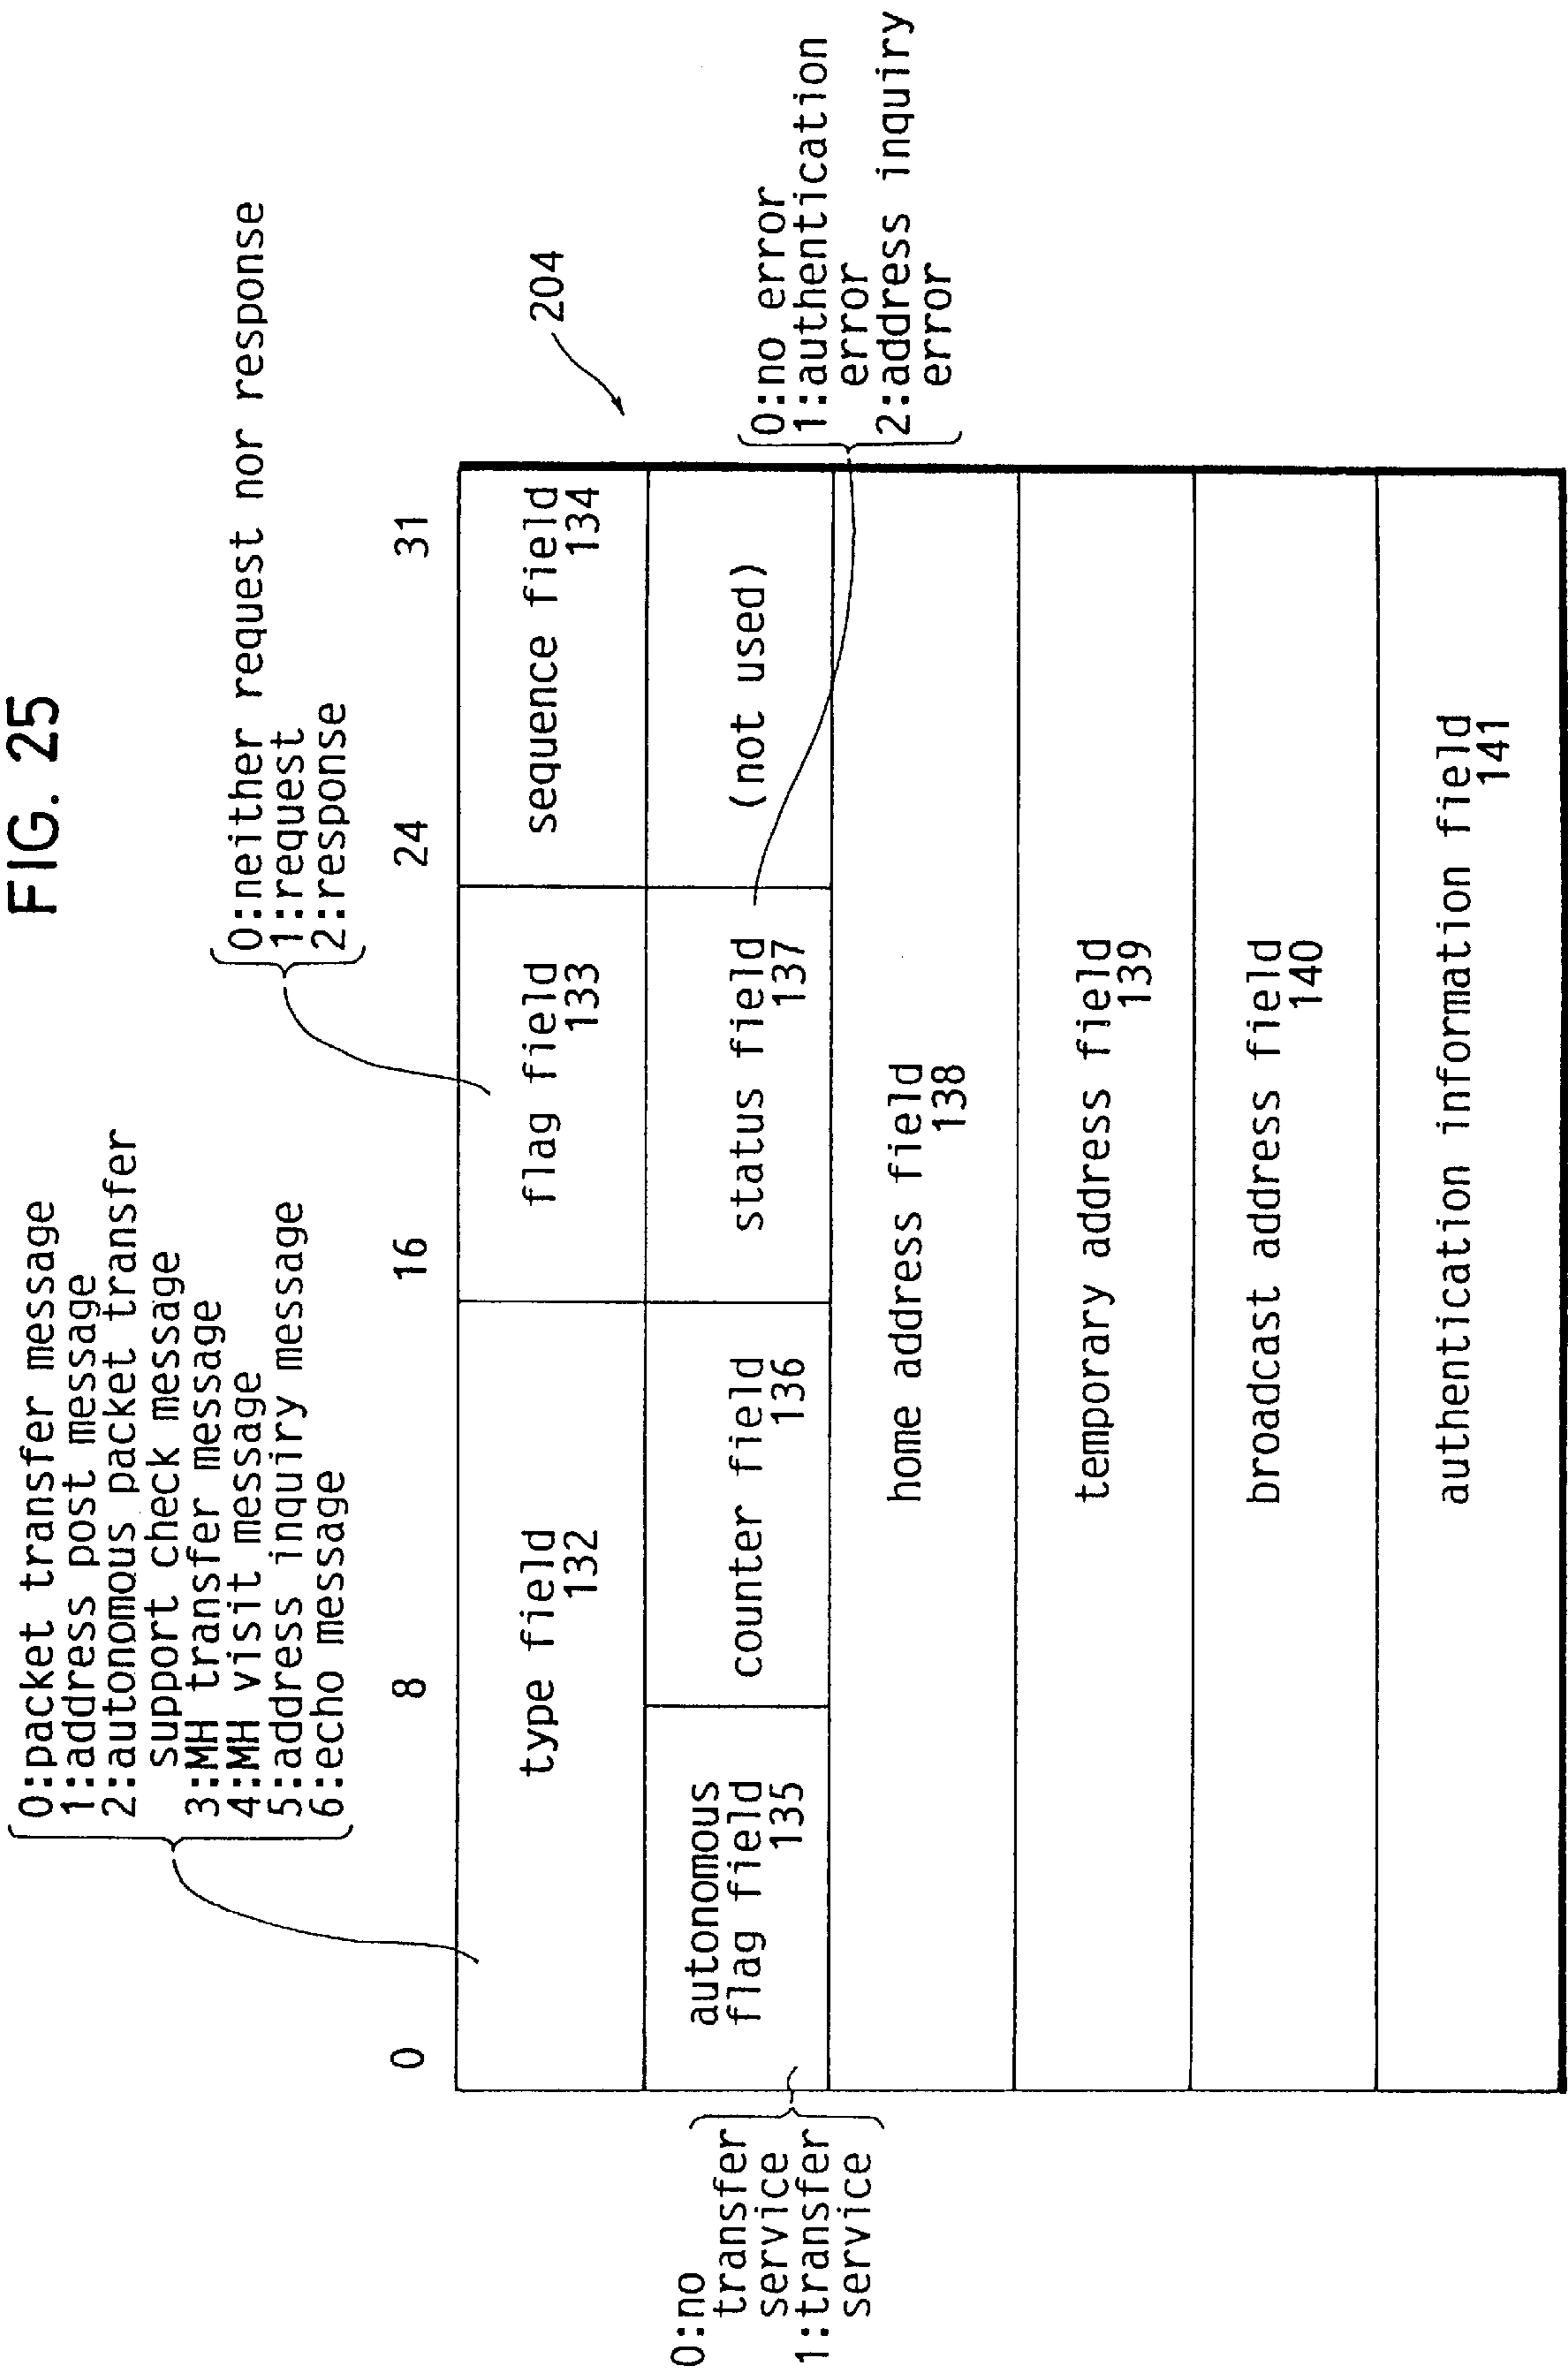 FIG. 25
0:packet transfer message
1:address post message
2:autonomous packet transfer
support check message
3:MH transfer message
4:MH visit message
5:address inquiry message
6:echo message
0:neither request nor response
1:request
2:response
0
8
16
24
31
204
type field
132
flag field
133
sequence field
134
0:no
transfer
service
1:transfer
service
autonomous
flag field
135
counter field
136
status field
137
(not used)
0:no error
1:authentication
error
2:address inquiry
error
home address field
138
temporary address field
139
broadcast address field
140
authentication information field
141